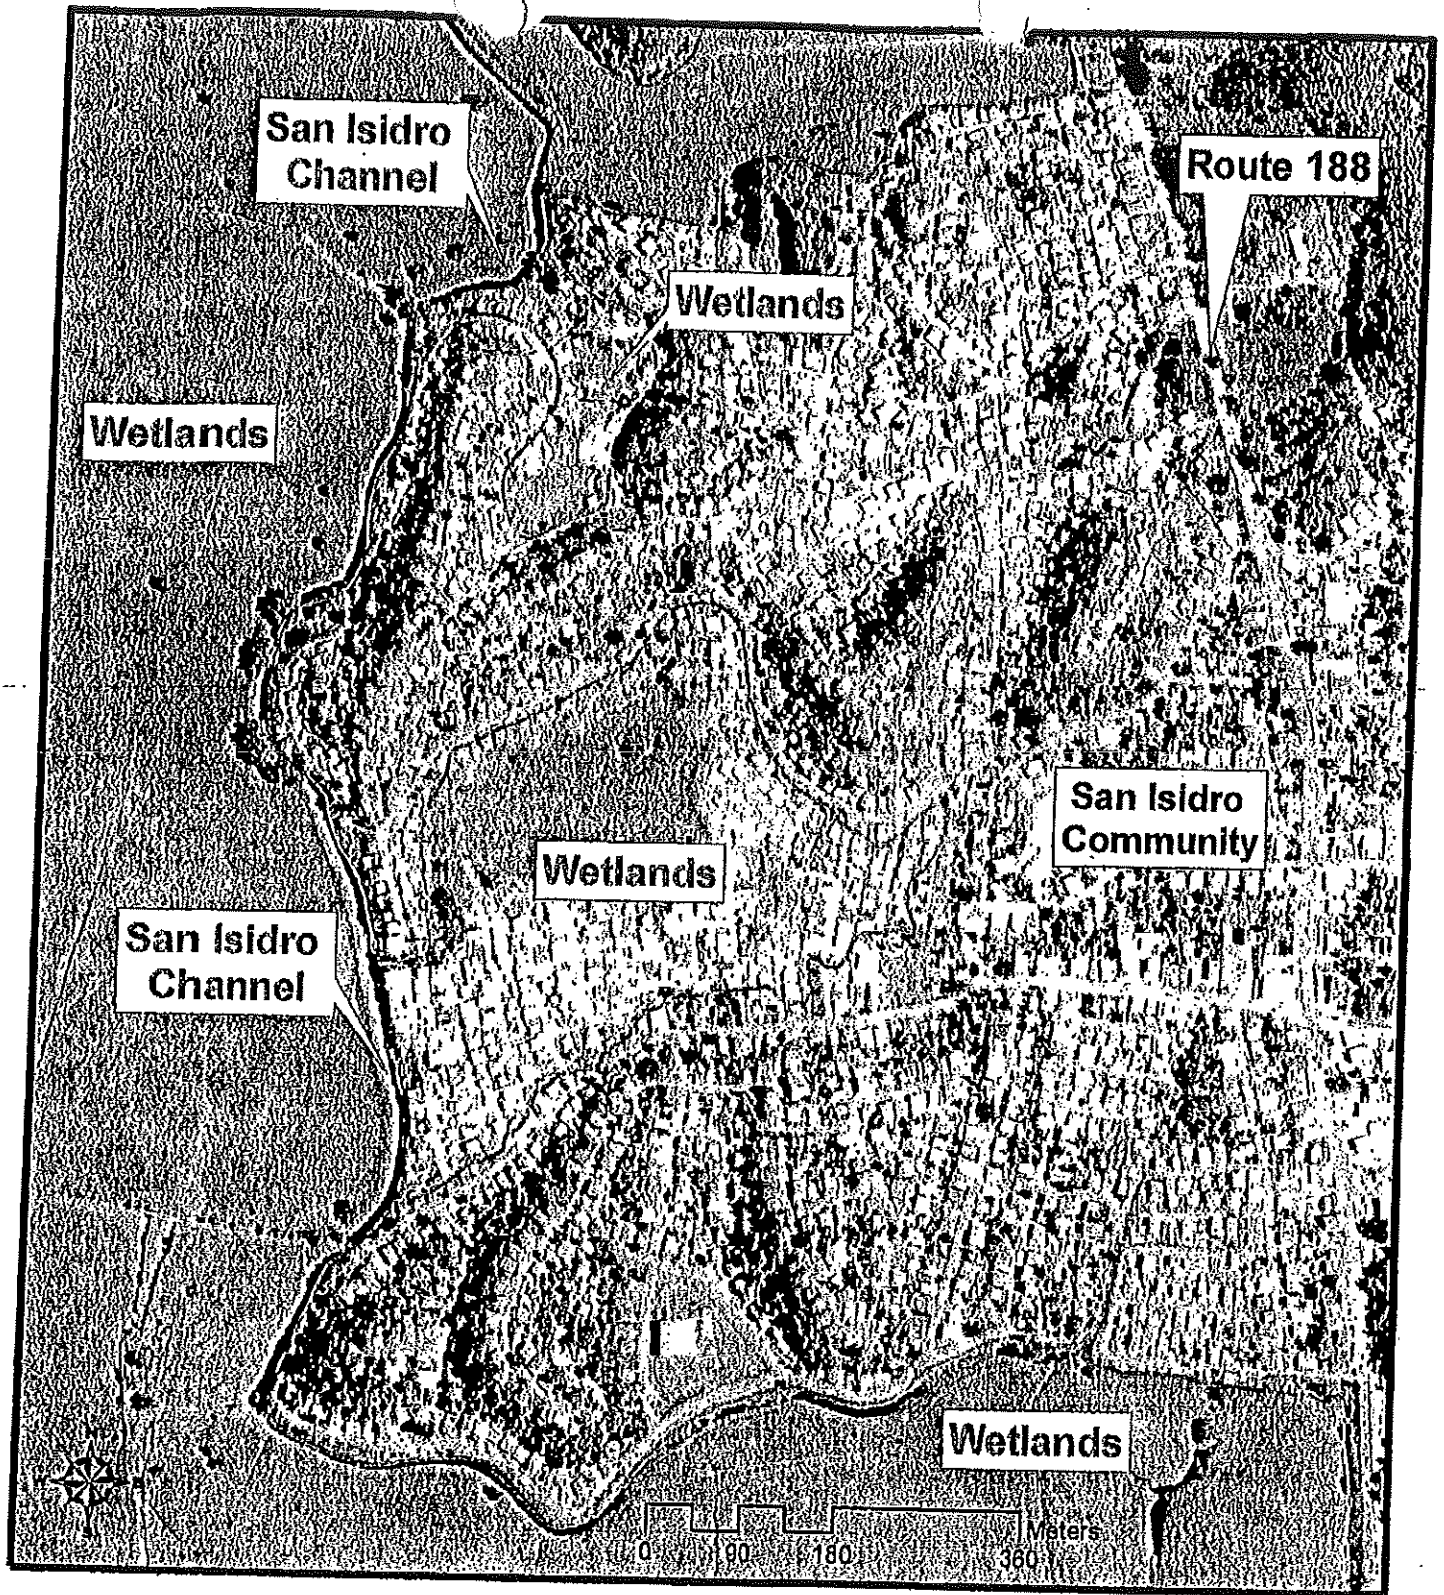 San Isidro
Channel
Route 188
Wetlands
Wetlands
San Isidro
Community
Wetlands
San Isidro
Channel
Wetlands
Meters
0 90 180 360